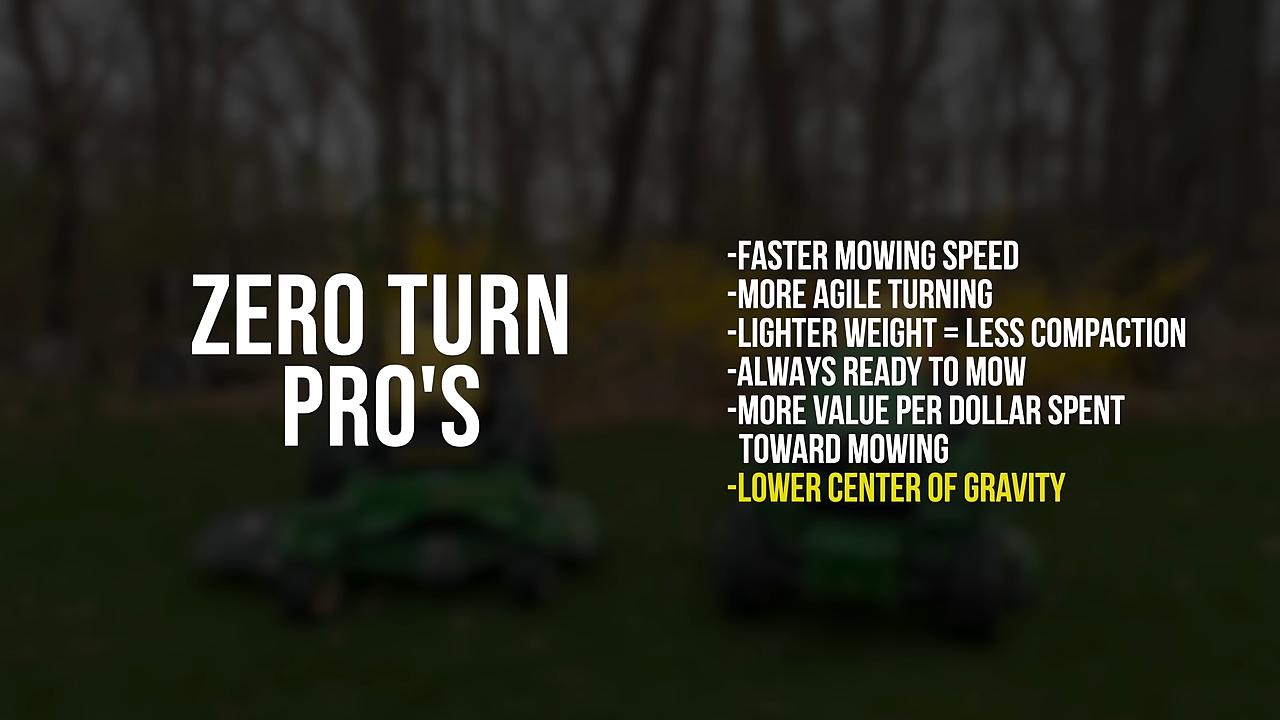 ZERO TURN
PRO'S
-FASTER MOWING SPEED
-MORE AGILE TURNING
-LIGHTER WEIGHT = LESS COMPACTION
-ALWAYS READY TO MOW
-MORE VALUE PER DOLLAR SPENT
TOWARD MOWING
-LOWER CENTER OF GRAVITY